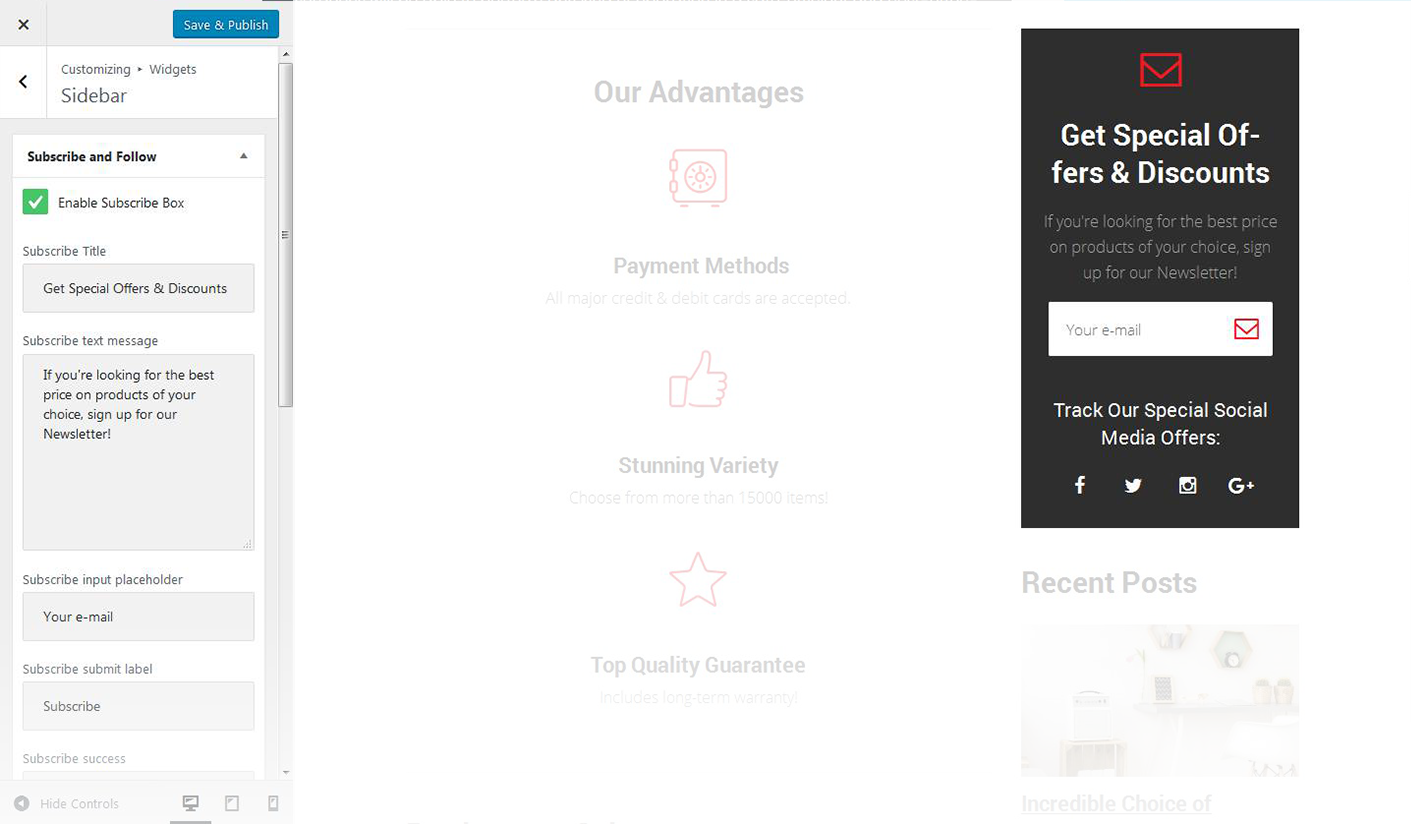 Save & Publish
Customizing ▸ Widgets
Sidebar
Subscribe and Follow
Enable Subscribe Box
Subscribe Title
Get Special Offers & Discounts
Subscribe text message
If you're looking for the best
price on products of your
choice, sign up for our
Newsletter!
Subscribe input placeholder
Your e-mail
Subscribe submit label
Subscribe
Subscribe success
Hide Controls
Our Advantages
Payment Methods
All major credit & debit cards are accepted.
Stunning Variety
Choose from more than 15000 items!
Top Quality Guarantee
Includes long-term warranty!
Get Special Of-
fers & Discounts
If you're looking for the best price
on products of your choice, sign
up for our Newsletter!
Your e-mail
Track Our Special Social
Media Offers:
Recent Posts
Incredible Choice of